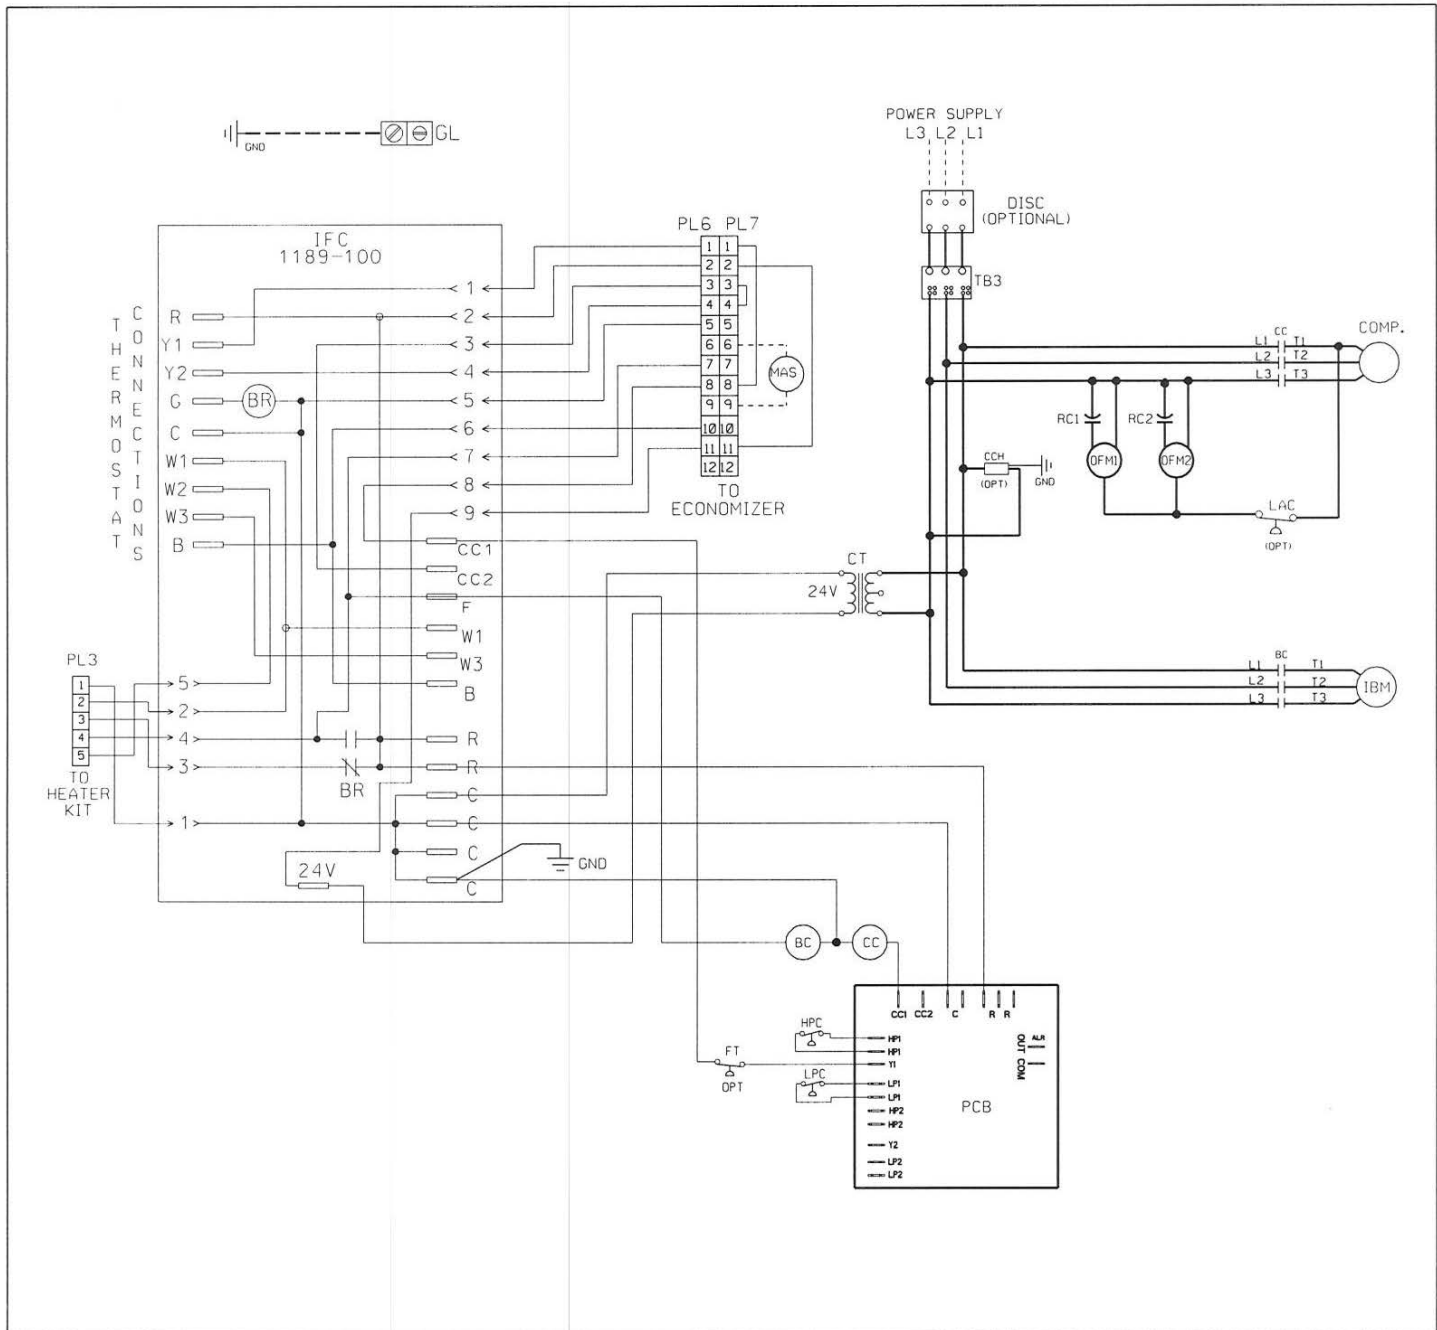 GND
GL
POWER SUPPLY
L3 L2 L1
DISC
(OPTIONAL)
TB3
IFC
1189-100
PL6 PL7
1 1
2 2
3 3
4 4
5 5
6 6
7 7
8 8
9 9
10 10
11 11
12 12
TO
ECONOMIZER
MAS
THERMOSTAT
CONNECTIONS
R
Y1
Y2
G
BR
C
W1
W2
W3
B
1
2
3
4
5
6
7
8
9
CC1
CC2
F
W1
W3
B
R
R
C
C
C
C
GND
5
2
4
3
1
BR
24V
PL3
1
2
3
4
5
TO
HEATER
KIT
CC
L1 T1
L2 T2
L3 T3
COMP.
RC1
RC2
OFM1
OFM2
CCH
(OPT)
GND
LAC
(OPT)
CT
24V
BC
L1 T1
L2 T2
L3 T3
IBM
BC
CC
CC1 CC2 C R R
HPC
HP1
HP1
FT
OPT
Y1
LPC
LP1
LP1
HP2
HP2
Y2
LP2
LP2
ALR
OUT COM
PCB